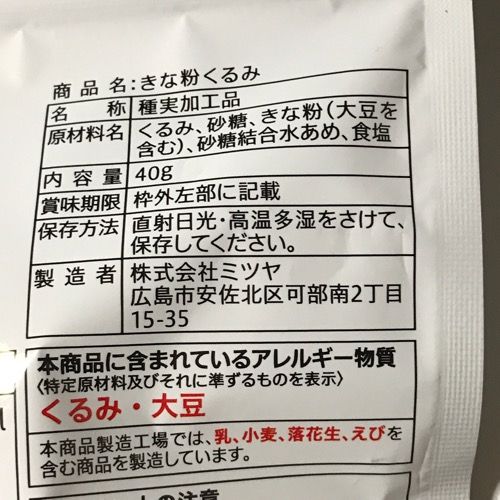 商品名:きな粉くるみ
名称 種実加工品
原材料名 くるみ、砂糖、きな粉(大豆を
含む)、砂糖結合水あめ、食塩
内容量 40g
賞味期限 枠外左部に記載
保存方法 直射日光・高温多湿をさけて、
保存してください。
製造者 株式会社ミツヤ
広島市安佐北区可部南2丁目
15-35
本商品に含まれているアレルギー物質
〈特定原材料及びそれに準ずるものを表示〉
くるみ・大豆
本商品製造工場では、乳、小麦、落花生、えびを
含む商品を製造しています。
の注意